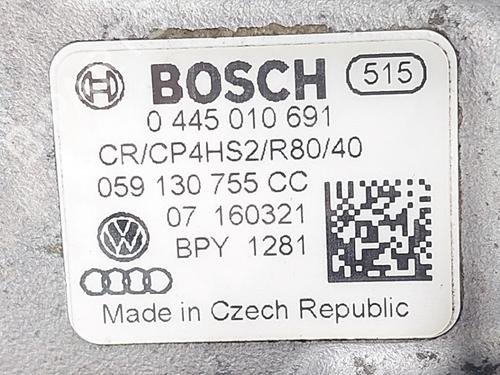 BOSCH 515
0 445 010 691
CR/CP4HS2/R80/40
059 130 755 CC
07 160321
BPY 1281
Made in Czech Republic